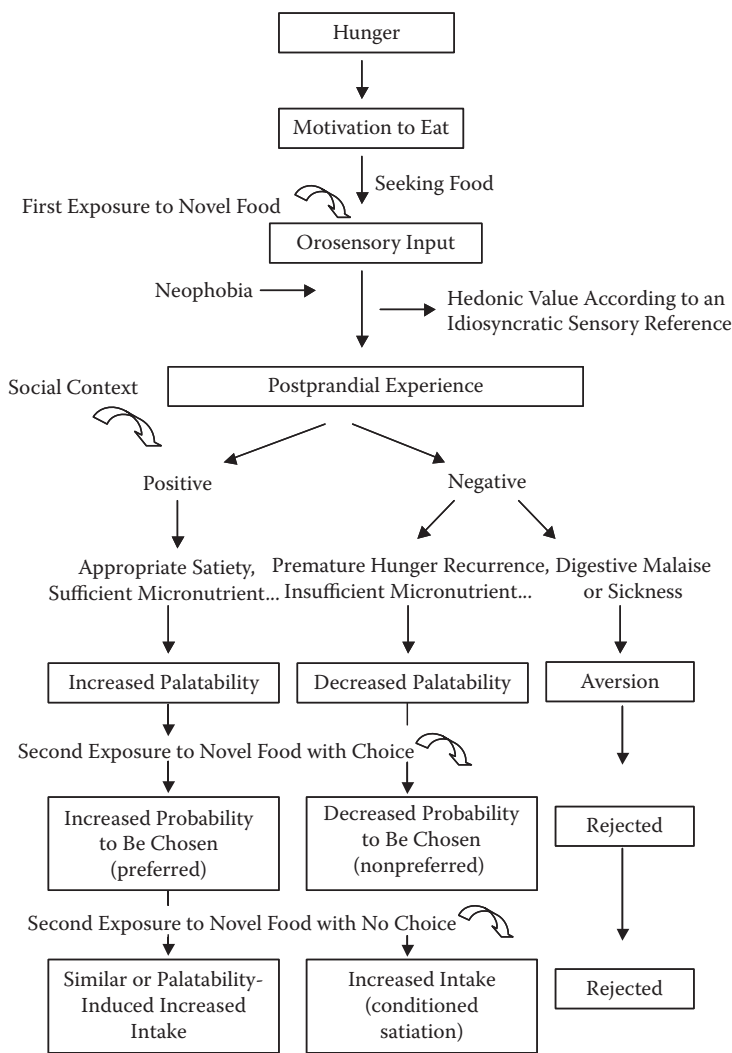 Hunger
Motivation to Eat
Seeking Food
First Exposure to Novel Food
Orosensory Input
Neophobia
Hedonic Value According to an
Idiosyncratic Sensory Reference
Social Context
Postprandial Experience
Positive
Negative
Appropriate Satiety,
Sufficient Micronutrient...
Premature Hunger Recurrence,
Insufficient Micronutrient...
Digestive Malaise
or Sickness
Increased Palatability
Decreased Palatability
Aversion
Second Exposure to Novel Food with Choice
Increased Probability
to Be Chosen
(preferred)
Decreased Probability
to Be Chosen
(nonpreferred)
Rejected
Second Exposure to Novel Food with No Choice
Similar or Palatability-
Induced Increased
Intake
Increased Intake
(conditioned
satiation)
Rejected